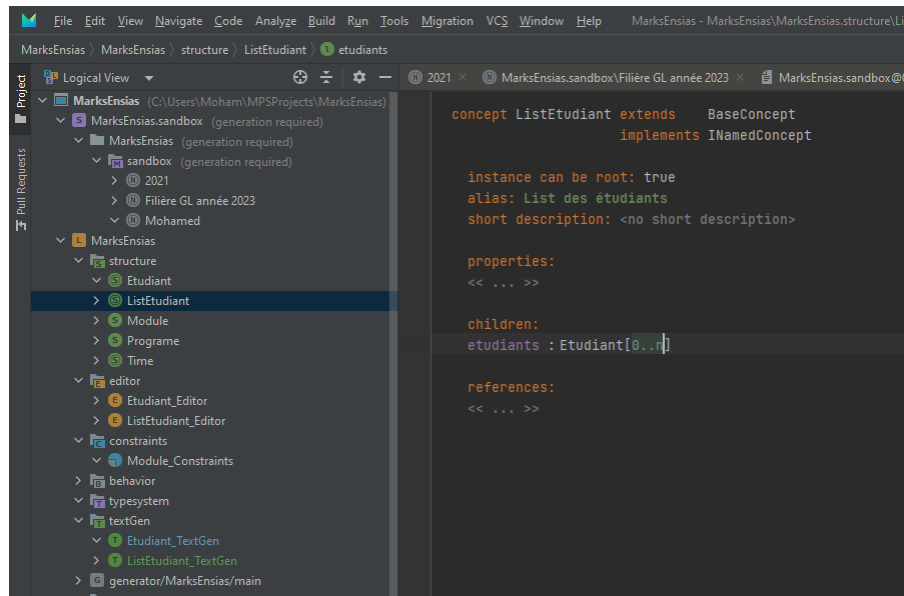 File Edit View Navigate Code Analyze Build Run Tools Migration VCS Window Help MarksEnsias - MarksEnsias\MarksEnsias.structure\Li
MarksEnsias MarksEnsias structure ListEtudiant etudiants
Project
Pull Requests
Logical View
MarksEnsias (C:\Users\Moham\MPSProjects\MarksEnsias)
MarksEnsias.sandbox (generation required)
MarksEnsias (generation required)
sandbox (generation required)
2021
Filière GL année 2023
Mohamed
MarksEnsias
structure
Etudiant
ListEtudiant
Module
Programe
Time
editor
Etudiant_Editor
ListEtudiant_Editor
constraints
Module_Constraints
behavior
typesystem
textGen
Etudiant_TextGen
ListEtudiant_TextGen
generator/MarksEnsias/main
2021 MarksEnsias.sandbox\Filière GL année 2023 MarksEnsias.sandbox@
concept ListEtudiant extends BaseConcept
implements INamedConcept
instance can be root: true
alias: List des étudiants
short description: <no short description>
properties:
<< ... >>
children:
etudiants : Etudiant[0..n]
references:
<< ... >>